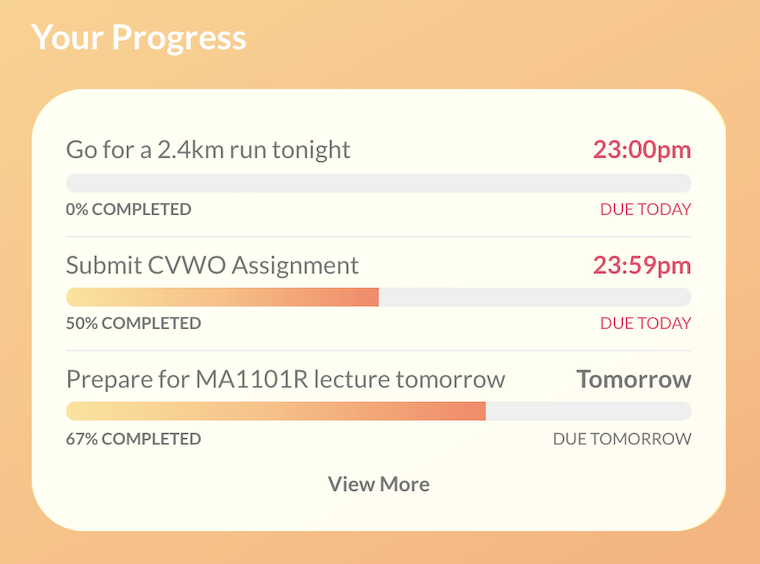 Your Progress
Go for a 2.4km run tonight 23:00pm
0% COMPLETED DUE TODAY
Submit CVWO Assignment 23:59pm
50% COMPLETED DUE TODAY
Prepare for MA1101R lecture tomorrow Tomorrow
67% COMPLETED DUE TOMORROW
View More